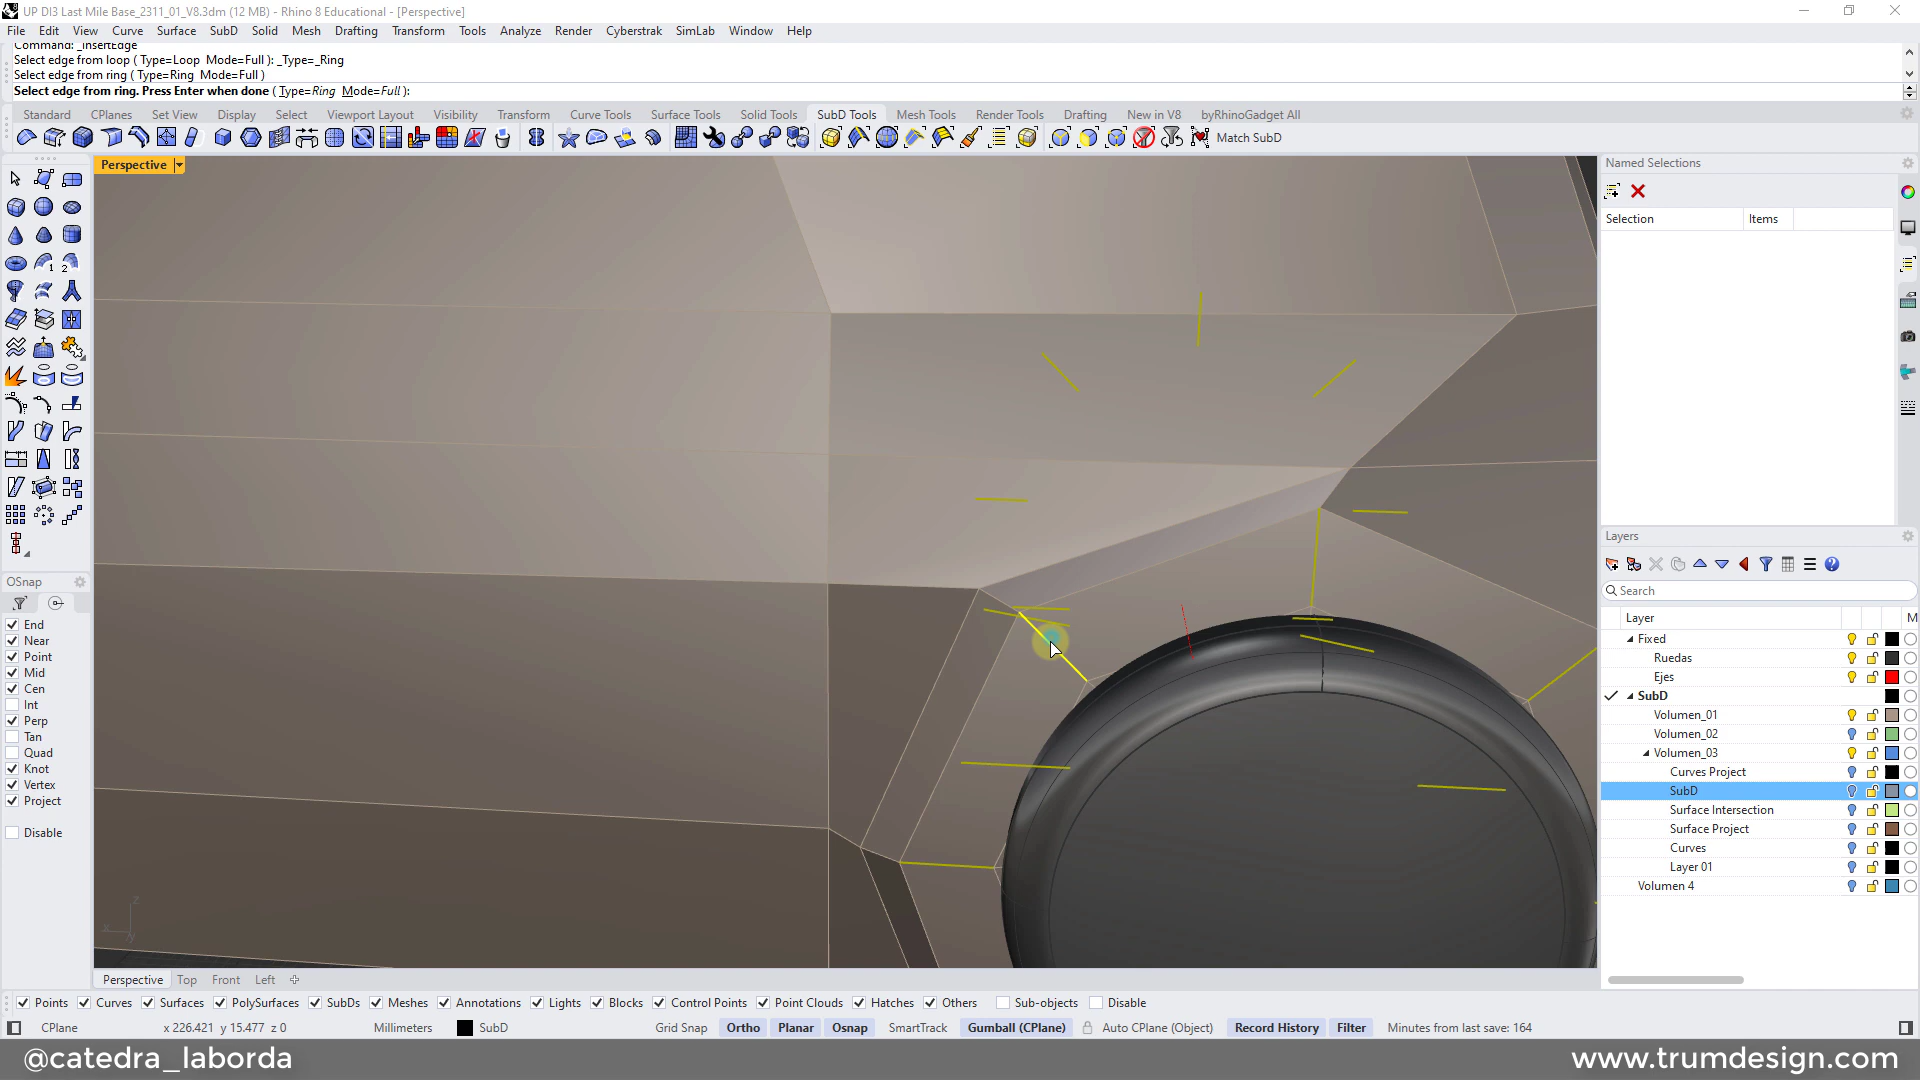 UP DI3 Last Mile Base_2311_01_V8.3dm (12 MB) - Rhino 8 Educational - [Perspective]
File Edit View Curve Surface SubD Solid Mesh Drafting Transform Tools Analyze Render Cyberstrak SimLab Window Help
Command: _InsertEdge
Select edge from loop ( Type=Loop Mode=Full ): _Type=_Ring
Select edge from ring ( Type=Ring Mode=Full )
Select edge from ring. Press Enter when done ( Type=Ring Mode=Full ):
Standard CPlanes Set View Display Select Viewport Layout Visibility Transform Curve Tools Surface Tools Solid Tools SubD Tools Mesh Tools Render Tools Drafting New in V8 byRhinoGadget All
Match SubD
Perspective
Named Selections
Selection Items
OSnap
End
Near
Point
Mid
Cen
Int
Perp
Tan
Quad
Knot
Vertex
Project
Disable
z
x
y
Layers
Search
Layer M
Fixed
Ruedas
Ejes
SubD
Volumen_01
Volumen_02
Volumen_03
Curves Project
SubD
Surface Intersection
Surface Project
Curves
Layer 01
Volumen 4
Perspective Top Front Left
Points Curves Surfaces PolySurfaces SubDs Meshes Annotations Lights Blocks Control Points Point Clouds Hatches Others Sub-objects Disable
CPlane x 226.421 y 15.477 z 0 Millimeters SubD Grid Snap Ortho Planar Osnap SmartTrack Gumball (CPlane) Auto CPlane (Object) Record History Filter Minutes from last save: 164
@catedra_laborda www.trumdesign.com